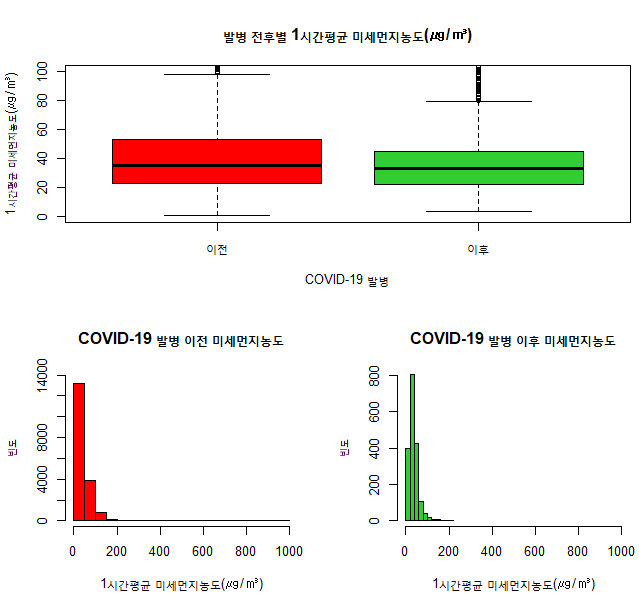 발병 전후별 1시간평균 미세먼지농도(㎍/㎥)
1시간평균 미세먼지농도(㎍/㎥)
100
80
60
40
20
0
이전 이후
COVID-19 발병
COVID-19 발병 이전 미세먼지농도
빈도
14000
8000
4000
0
0 200 400 600 800 1000
1시간평균 미세먼지농도(㎍/㎥)
COVID-19 발병 이후 미세먼지농도
빈도
800
600
400
200
0
0 200 400 600 800 1000
1시간평균 미세먼지농도(㎍/㎥)